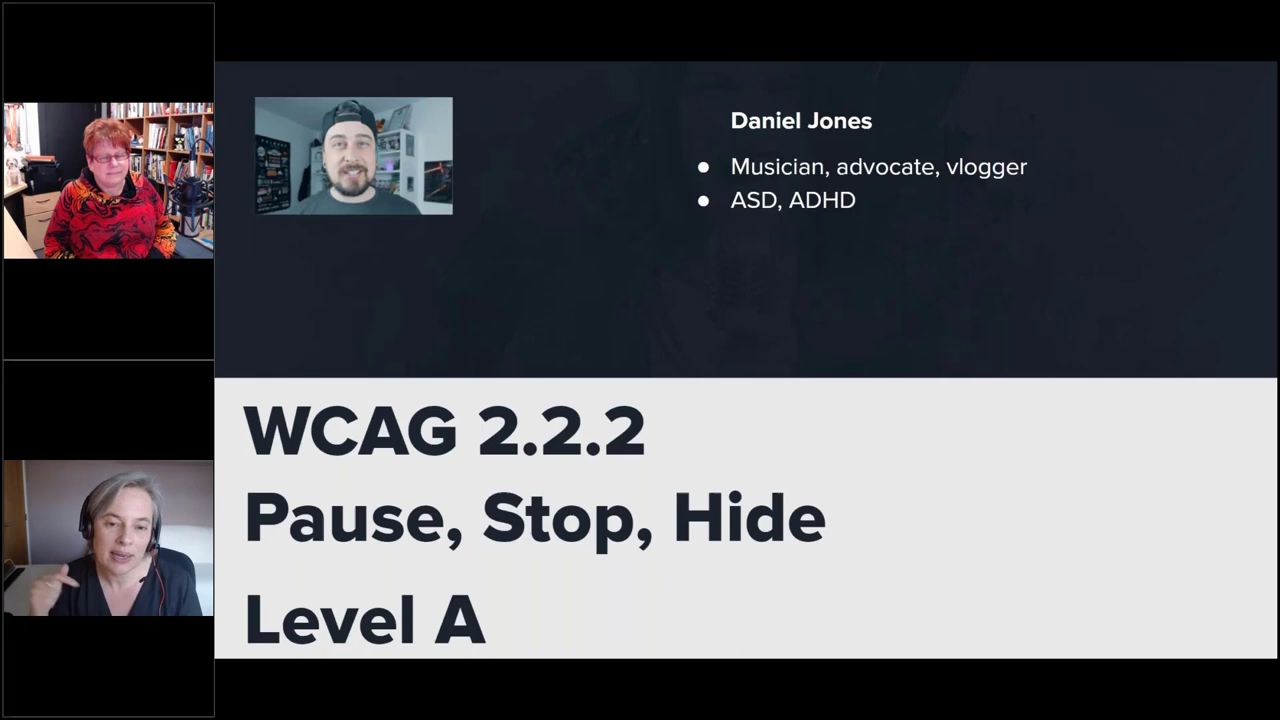 Daniel Jones
● Musician, advocate, vlogger
● ASD, ADHD
WCAG 2.2.2
Pause, Stop, Hide
Level A